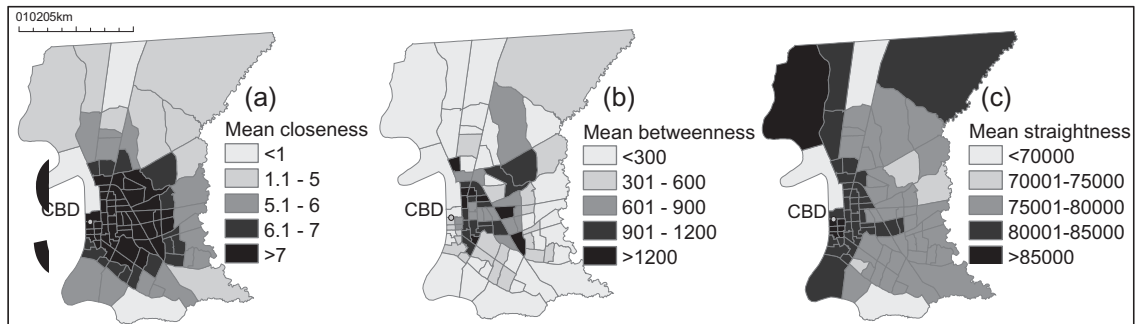 010205km
(a)
Mean closeness
<1
1.1 - 5
5.1 - 6
6.1 - 7
>7
CBD
(b)
Mean betweenness
<300
301 - 600
601 - 900
901 - 1200
>1200
CBD
(c)
Mean straightness
<70000
70001-75000
75001-80000
80001-85000
>85000
CBD